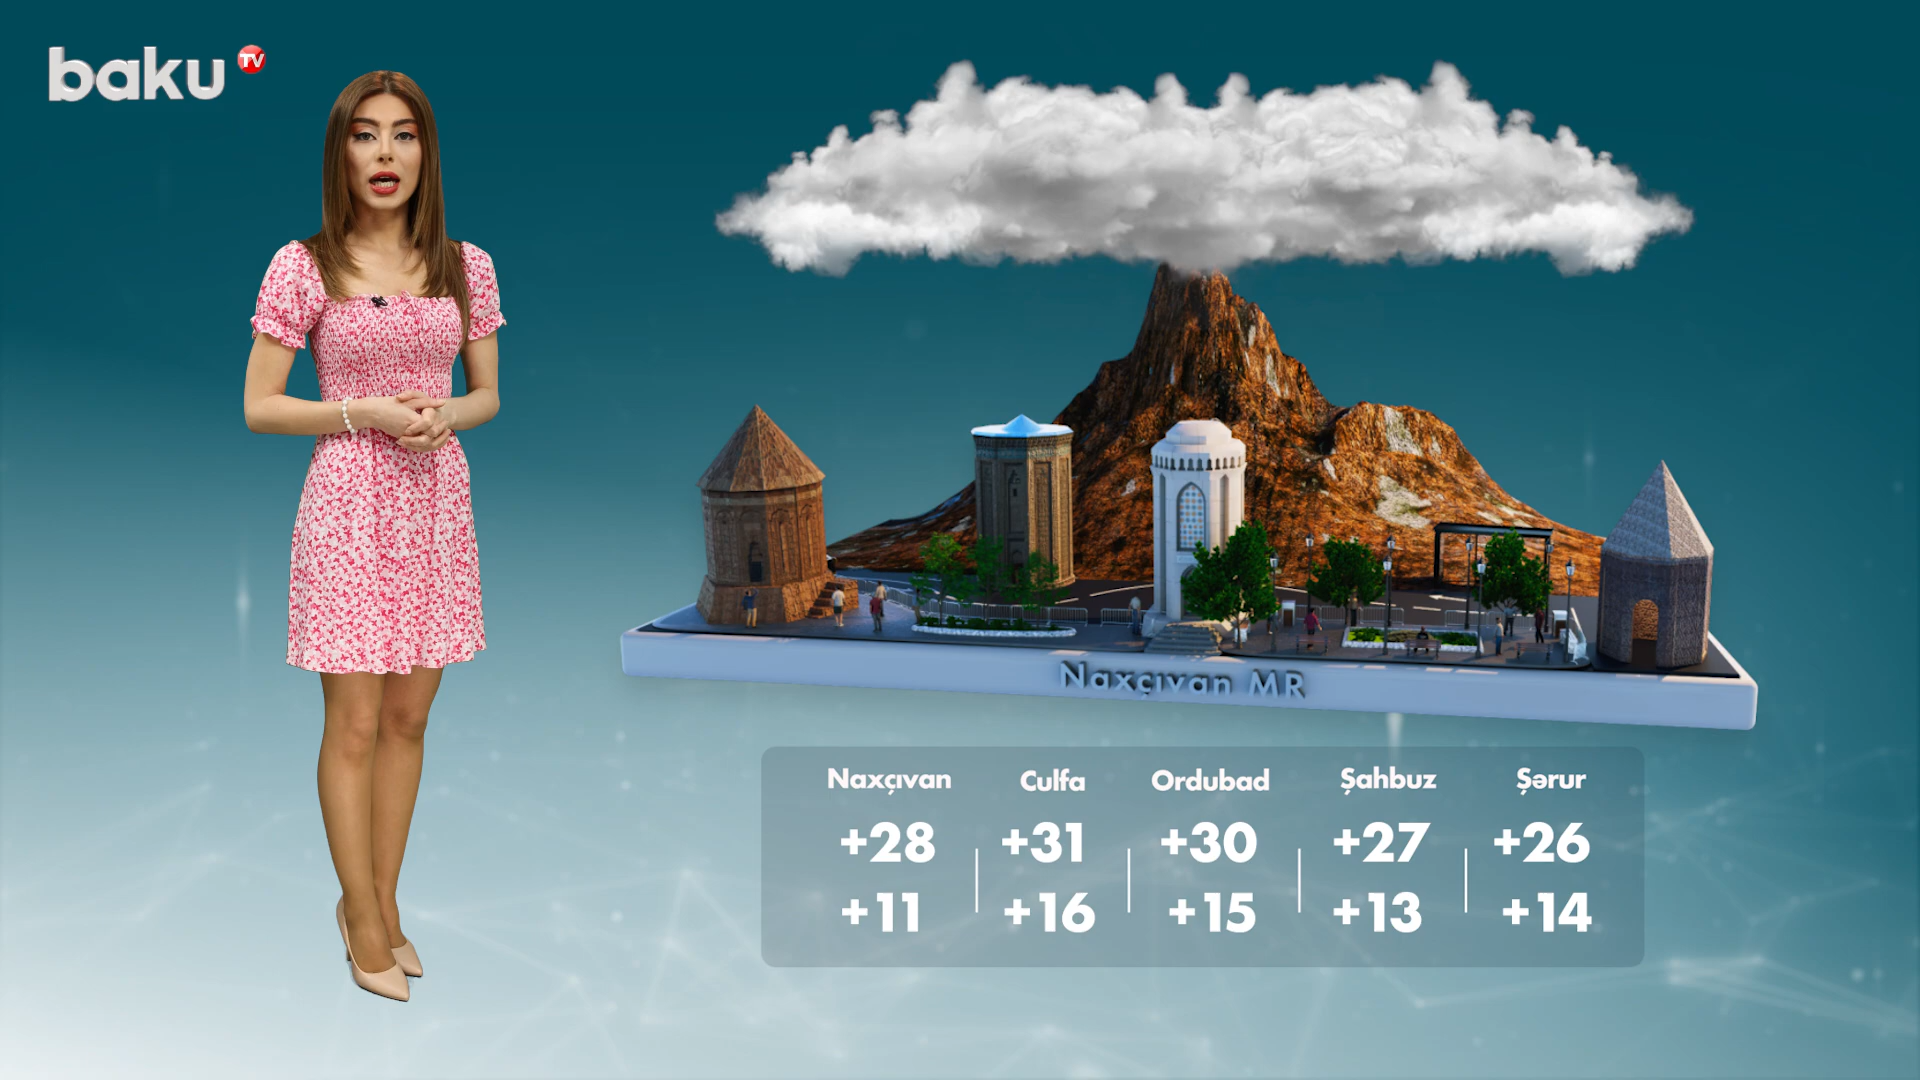 baku TV
Naxçıvan MR
Naxçıvan Culfa Ordubad Şahbuz Şərur
+28 +31 +30 +27 +26
+11 +16 +15 +13 +14